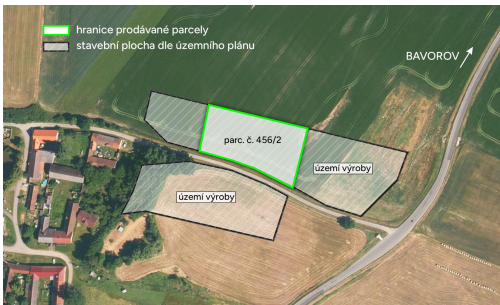 hranice prodávané parcely
stavební plocha dle územního plánu
BAVOROV
parc. č. 456/2
území výroby
území výroby